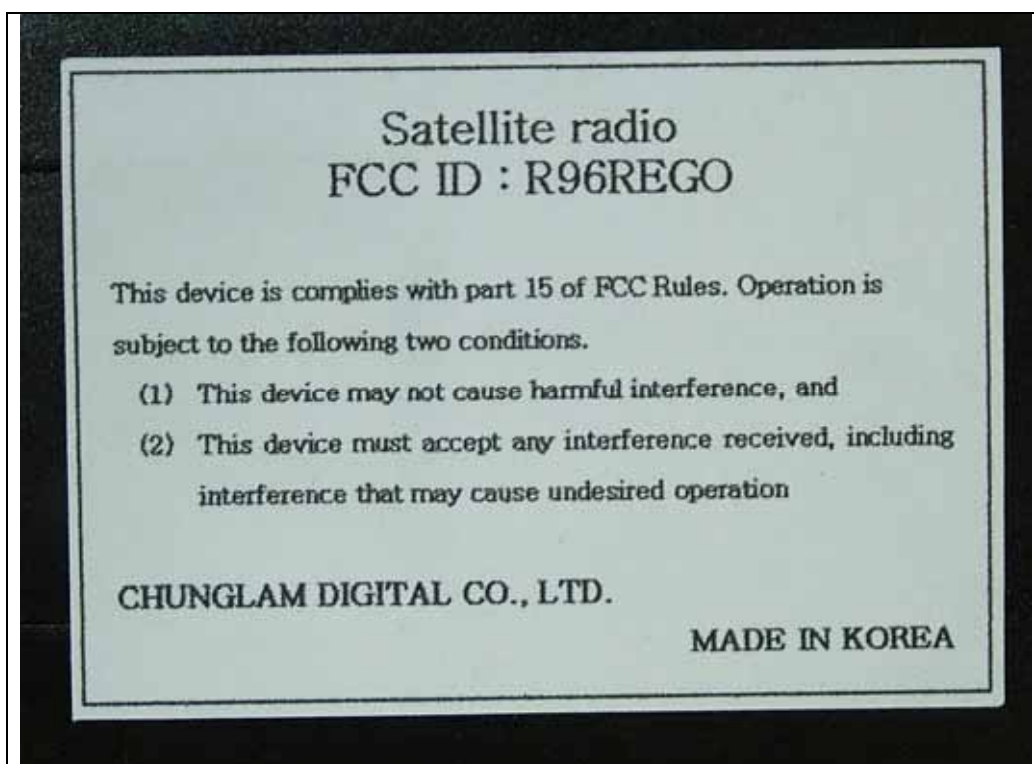 Satellite radio
FCC ID : R96REGO
This device is complies with part 15 of FCC Rules. Operation is
subject to the following two conditions.
(1) This device may not cause harmful interference, and
(2) This device must accept any interference received, including
interference that may cause undesired operation
CHUNGLAM DIGITAL CO., LTD.
MADE IN KOREA